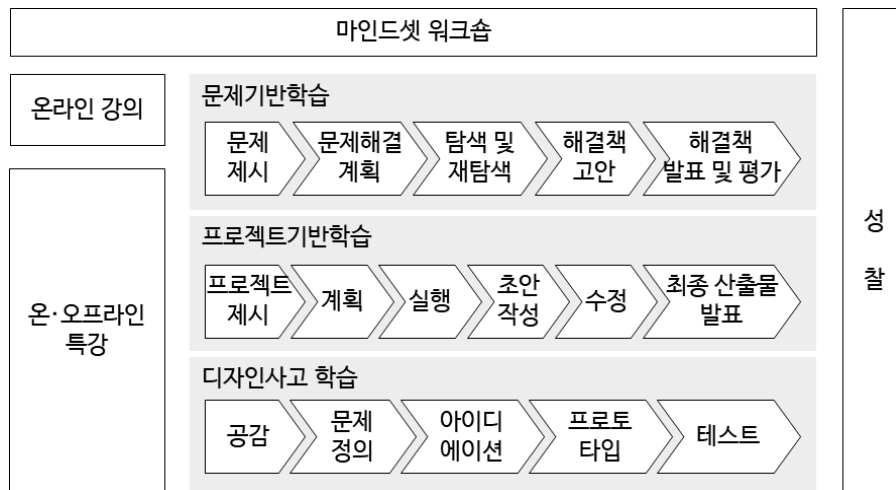 마인드셋 워크숍
온라인 강의
온·오프라인
특강
문제기반학습
문제
제시
문제해결
계획
탐색 및
재탐색
해결책
고안
해결책
발표 및 평가
프로젝트기반학습
프로젝트
제시
계획
실행
초안
작성
수정
최종 산출물
발표
디자인사고 학습
공감
문제
정의
아이디
에이션
프로토
타입
테스트
성
찰